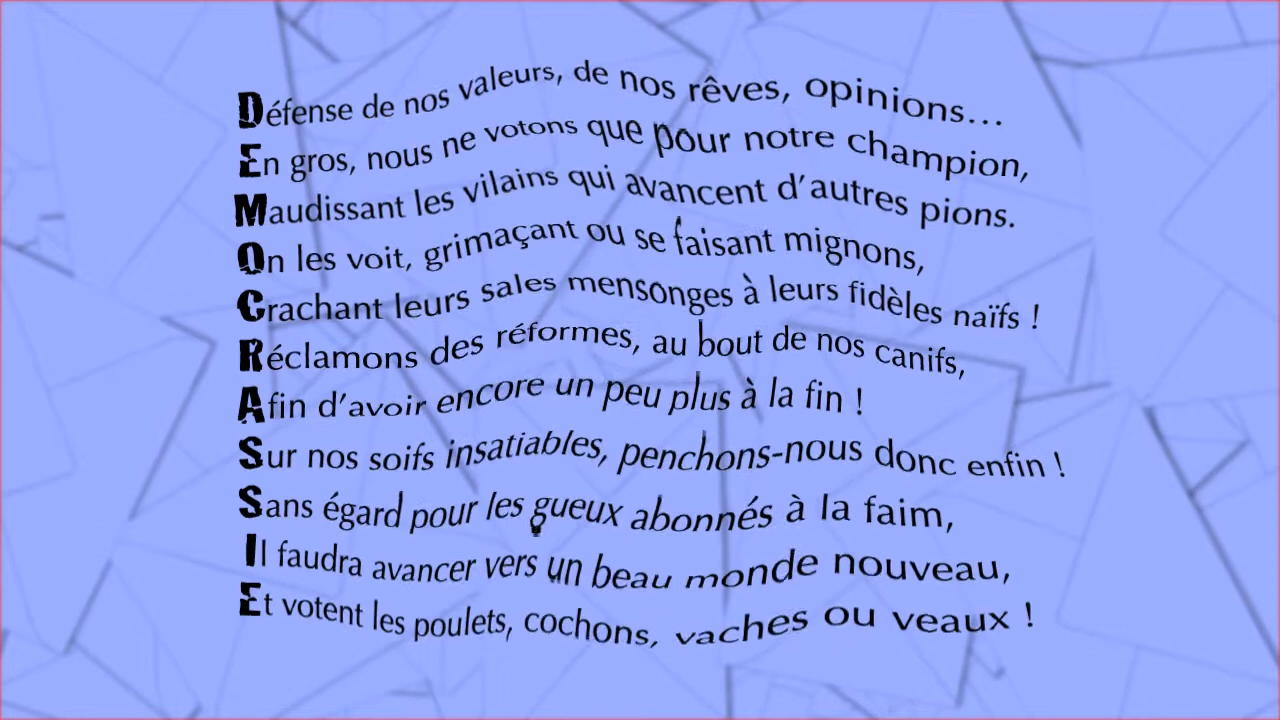 Défense de nos valeurs, de nos rêves, opinions...
En gros, nous ne votons que pour notre champion,
Maudissant les vilains qui avancent d'autres pions.
On les voit, grimaçant ou se faisant mignons,
Crachant leurs sales mensonges à leurs fidèles naïfs !
Réclamons des réformes, au bout de nos canifs,
Afin d'avoir encore un peu plus à la fin !
Sur nos soifs insatiables, penchons-nous donc enfin !
Sans égard pour les gueux abonnés à la faim,
Il faudra avancer vers un beau monde nouveau,
Et votent les poulets, cochons, vaches ou veaux !